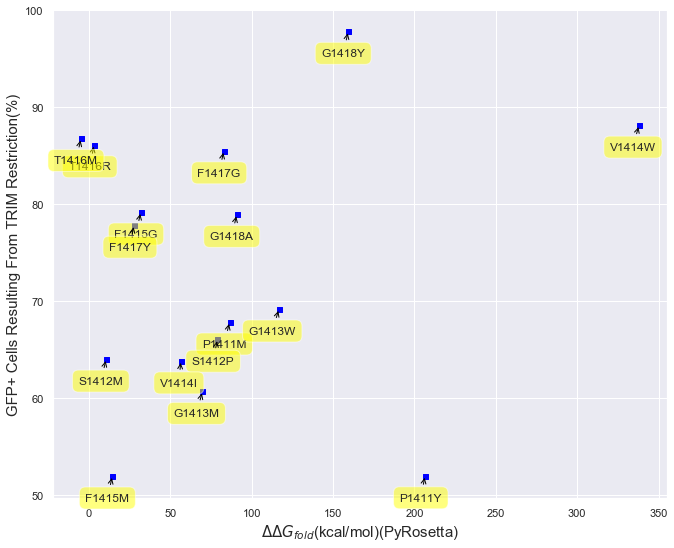 100
G1418Y
90
V1414W
T1416M
T1416R
F1417G
80
F1415G
F1417Y
G1418A
GFP+ Cells Resulting From TRIM Restriction(%)
70
G1413W
P1411M
S1412P
S1412M
V1414I
60
G1413M
F1415M
P1411Y
50
0 50 100 150 200 250 300 350
ΔΔG_fold(kcal/mol)(PyRosetta)